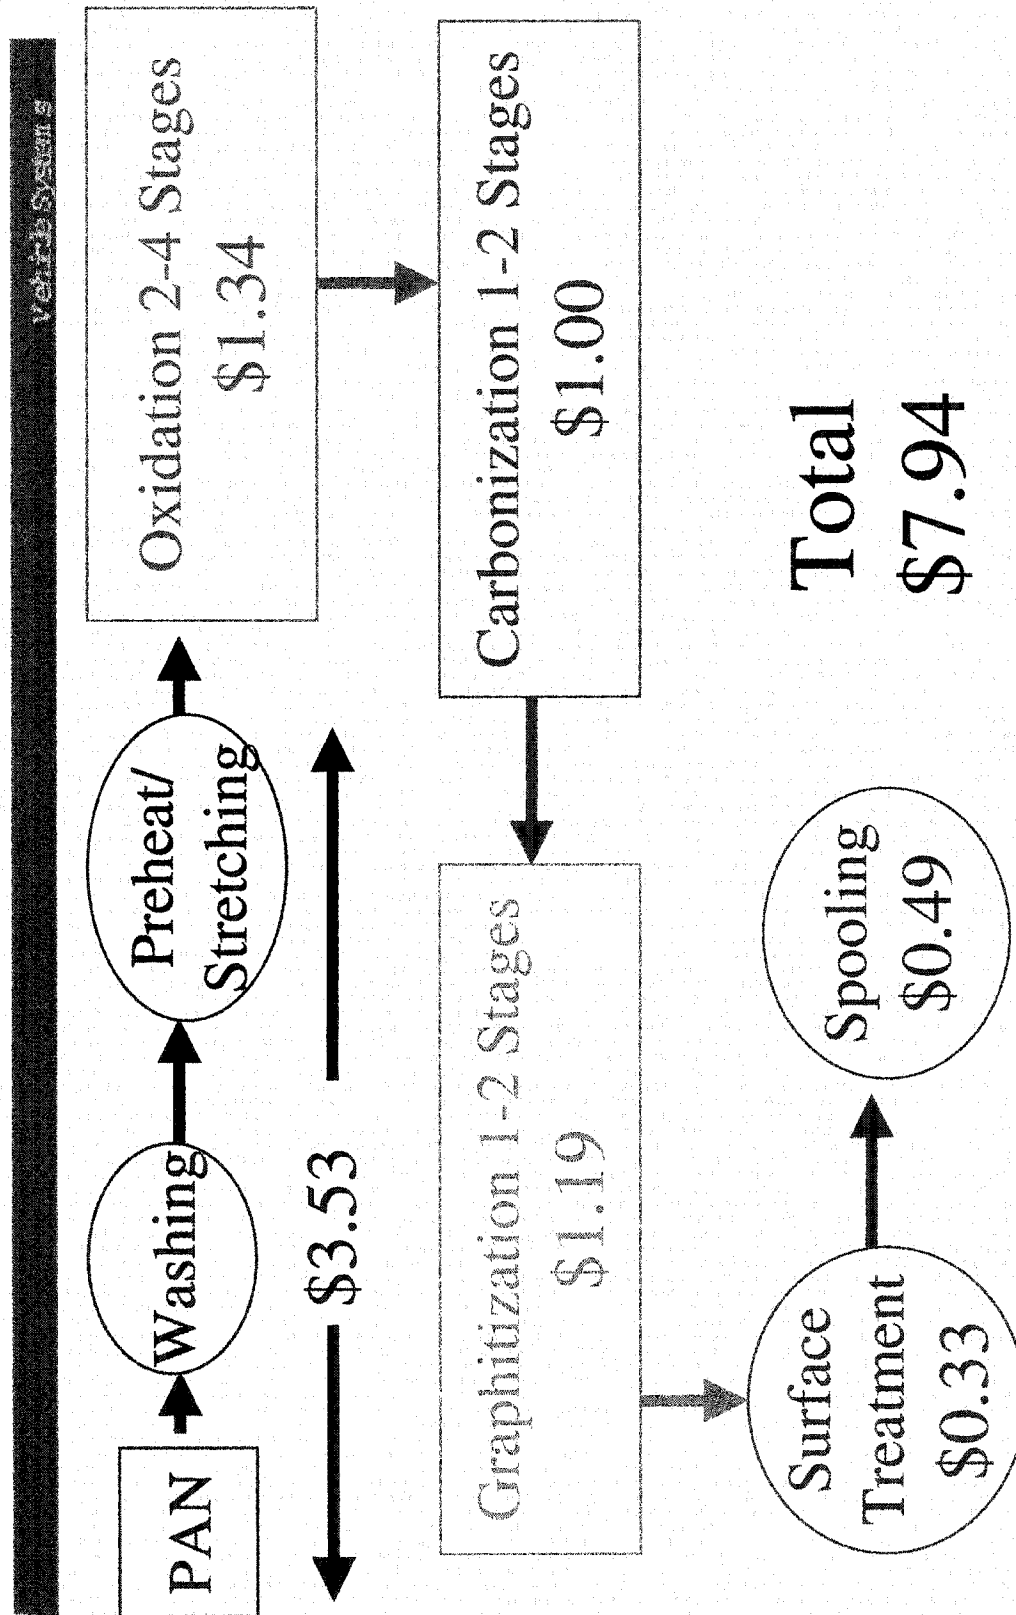 Vehicle Systems
PAN
Washing
Preheat/
Stretching
$3.53
Oxidation 2-4 Stages
$1.34
Carbonization 1-2 Stages
$1.00
Graphitization 1-2 Stages
$1.19
Surface
Treatment
$0.33
Spooling
$0.49
Total
$7.94